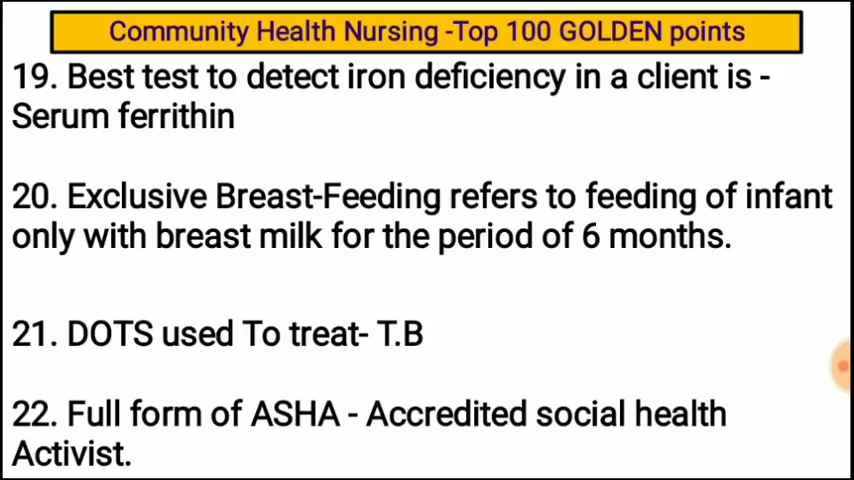 Community Health Nursing -Top 100 GOLDEN points
19. Best test to detect iron deficiency in a client is -
Serum ferrithin
20. Exclusive Breast-Feeding refers to feeding of infant
only with breast milk for the period of 6 months.
21. DOTS used To treat- T.B
22. Full form of ASHA - Accredited social health
Activist.